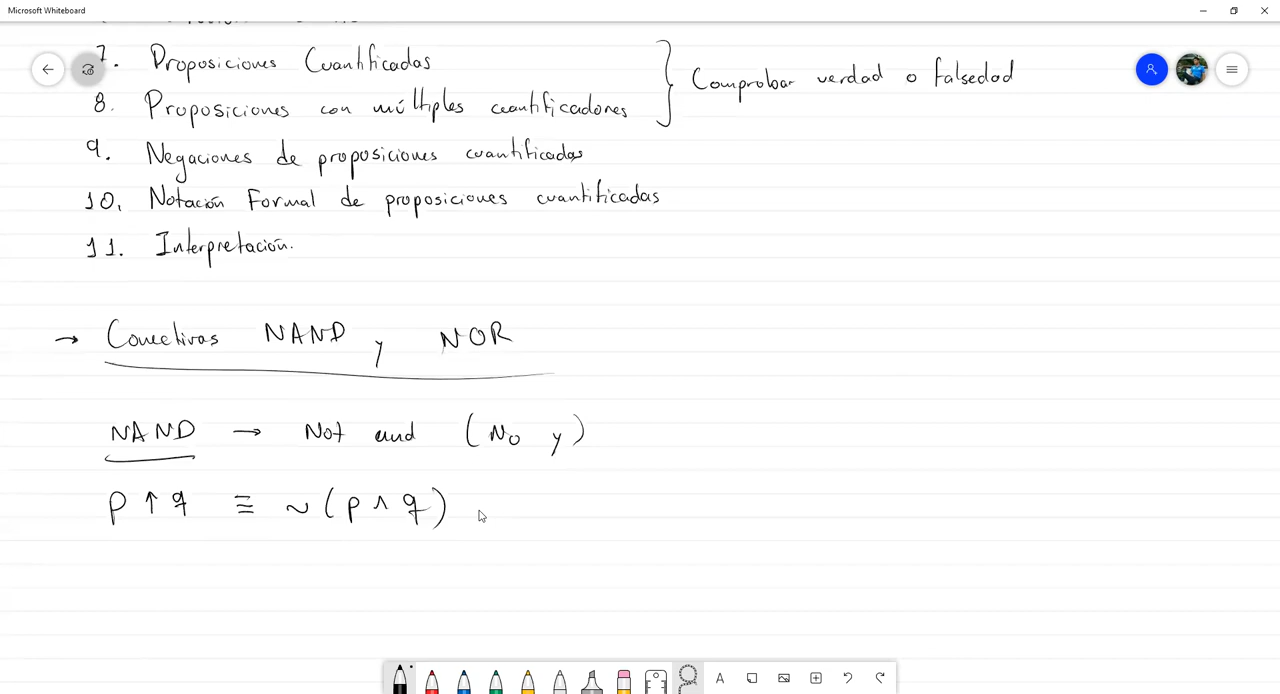 Microsoft Whiteboard
7. Proposiciones Cuantificadas
8. Proposiciones con múltiples cuantificadores
} Comprobar verdad o falsedad
9. Negaciones de proposiciones cuantificadas
10. Notación Formal de proposiciones cuantificadas
11. Interpretación.
→ Conectivas NAND y NOR
NAND → Not and (No y)
p ↑ q ≡ ~(p ∧ q)
A